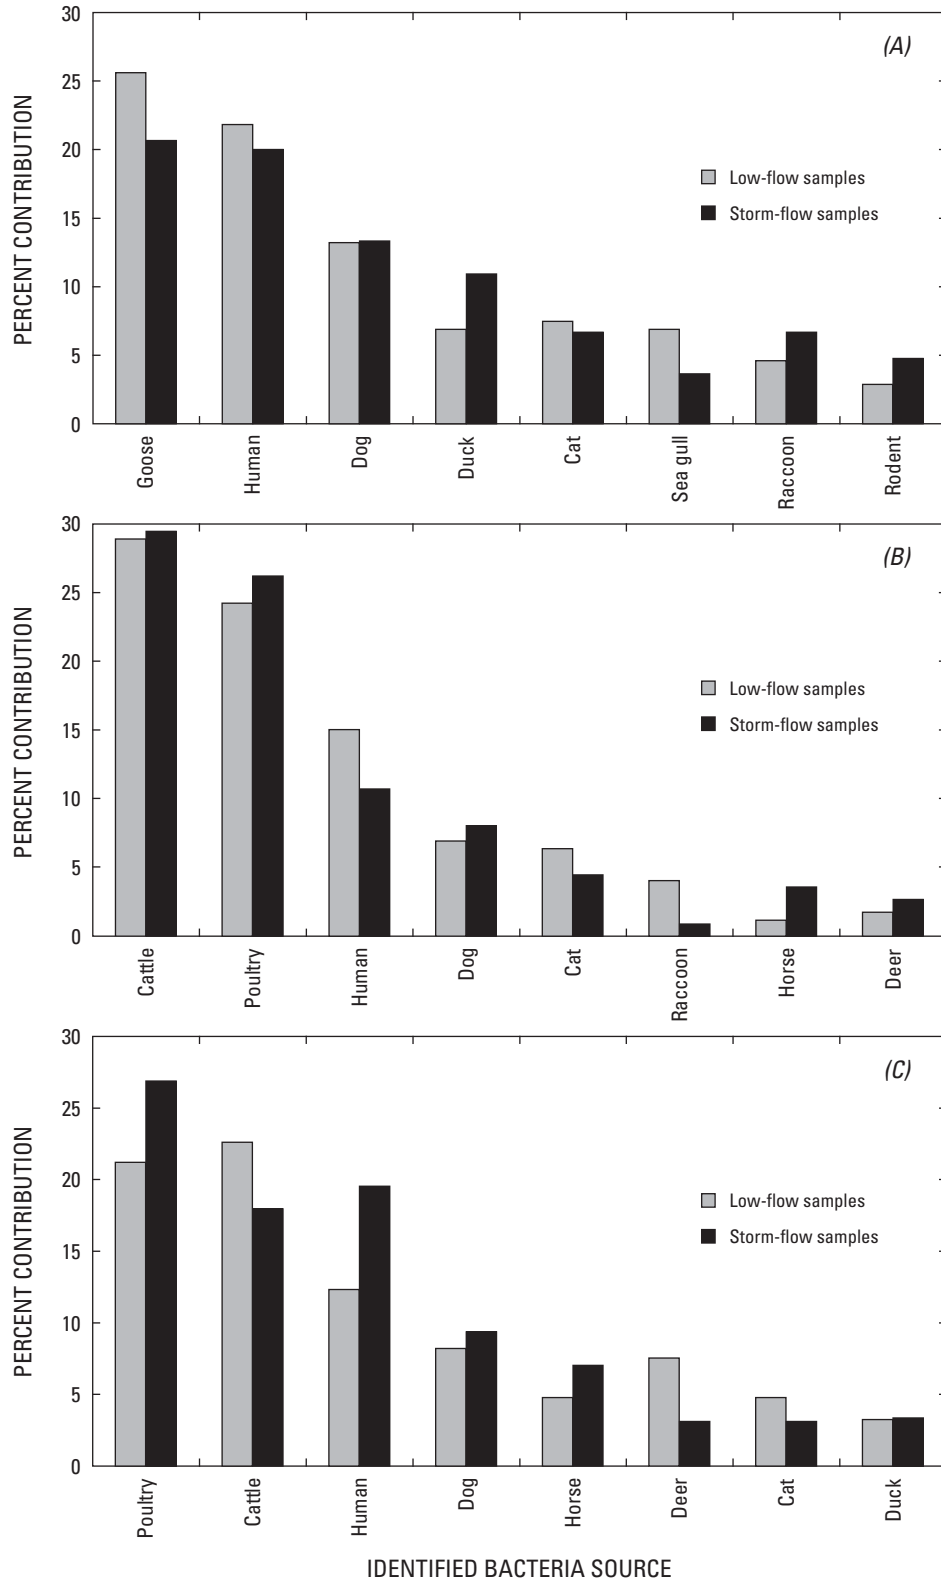 30
25
20
15
10
5
0
PERCENT CONTRIBUTION
(A)
Low-flow samples
Storm-flow samples
Goose
Human
Dog
Duck
Cat
Sea gull
Raccoon
Rodent
30
25
20
15
10
5
0
PERCENT CONTRIBUTION
(B)
Low-flow samples
Storm-flow samples
Cattle
Poultry
Human
Dog
Cat
Raccoon
Horse
Deer
30
25
20
15
10
5
0
PERCENT CONTRIBUTION
(C)
Low-flow samples
Storm-flow samples
Poultry
Cattle
Human
Dog
Horse
Deer
Cat
Duck
IDENTIFIED BACTERIA SOURCE